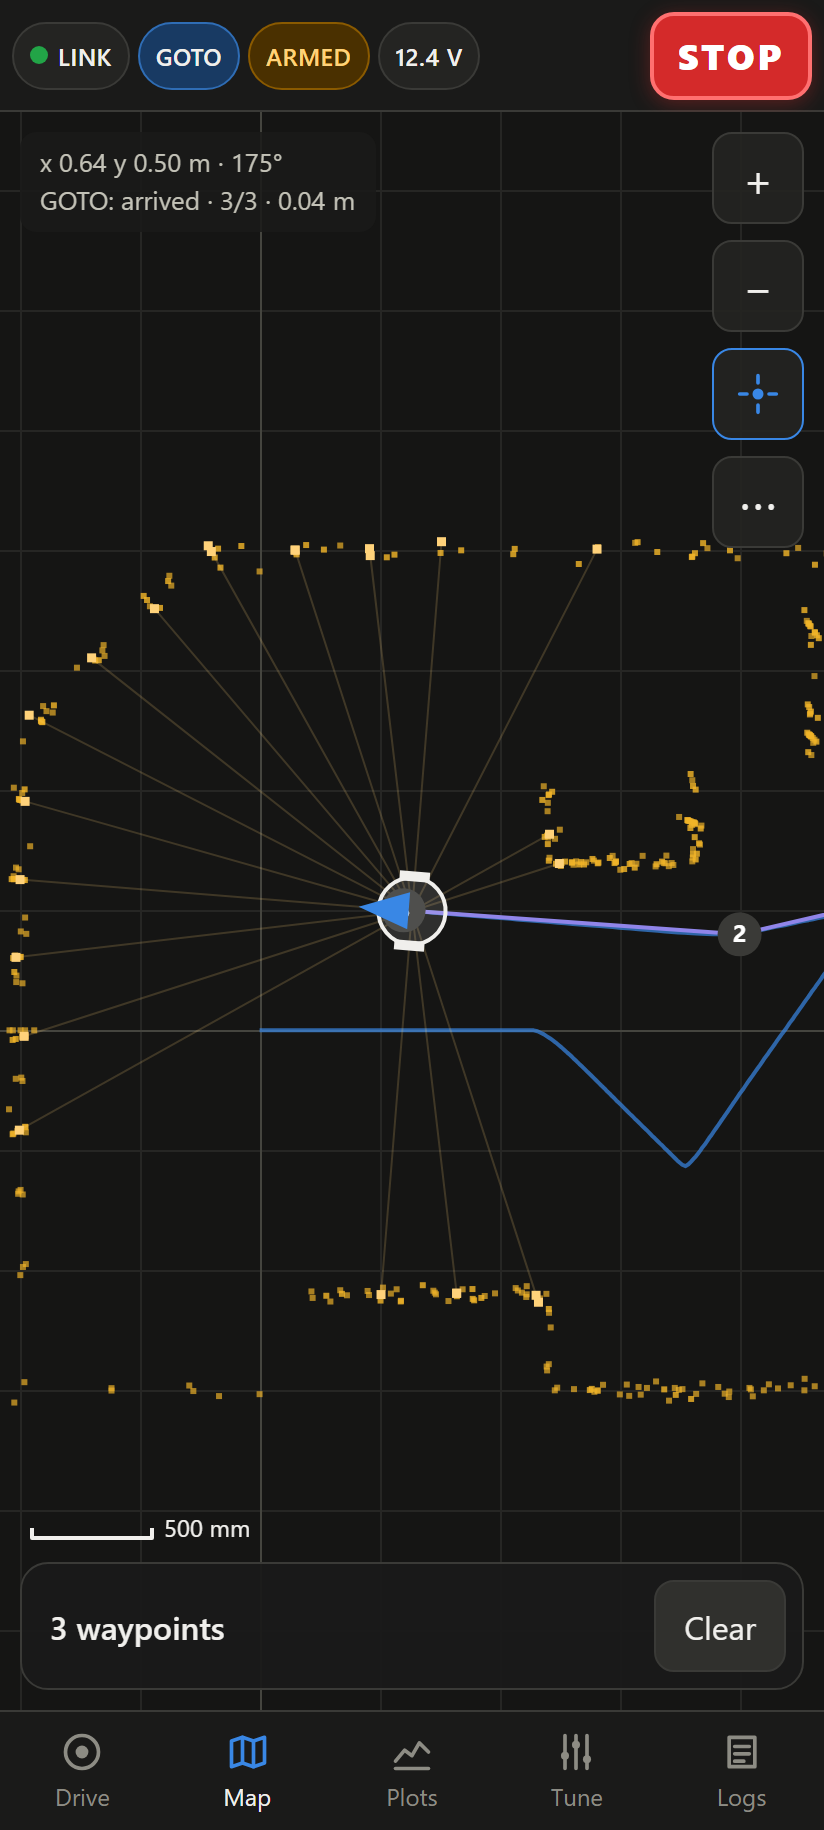 LINK
GOTO
ARMED
12.4 V
STOP
x 0.64 y 0.50 m · 175°
GOTO: arrived · 3/3 · 0.04 m
+
−
...
2
500 mm
3 waypoints
Clear
Drive
Map
Plots
Tune
Logs